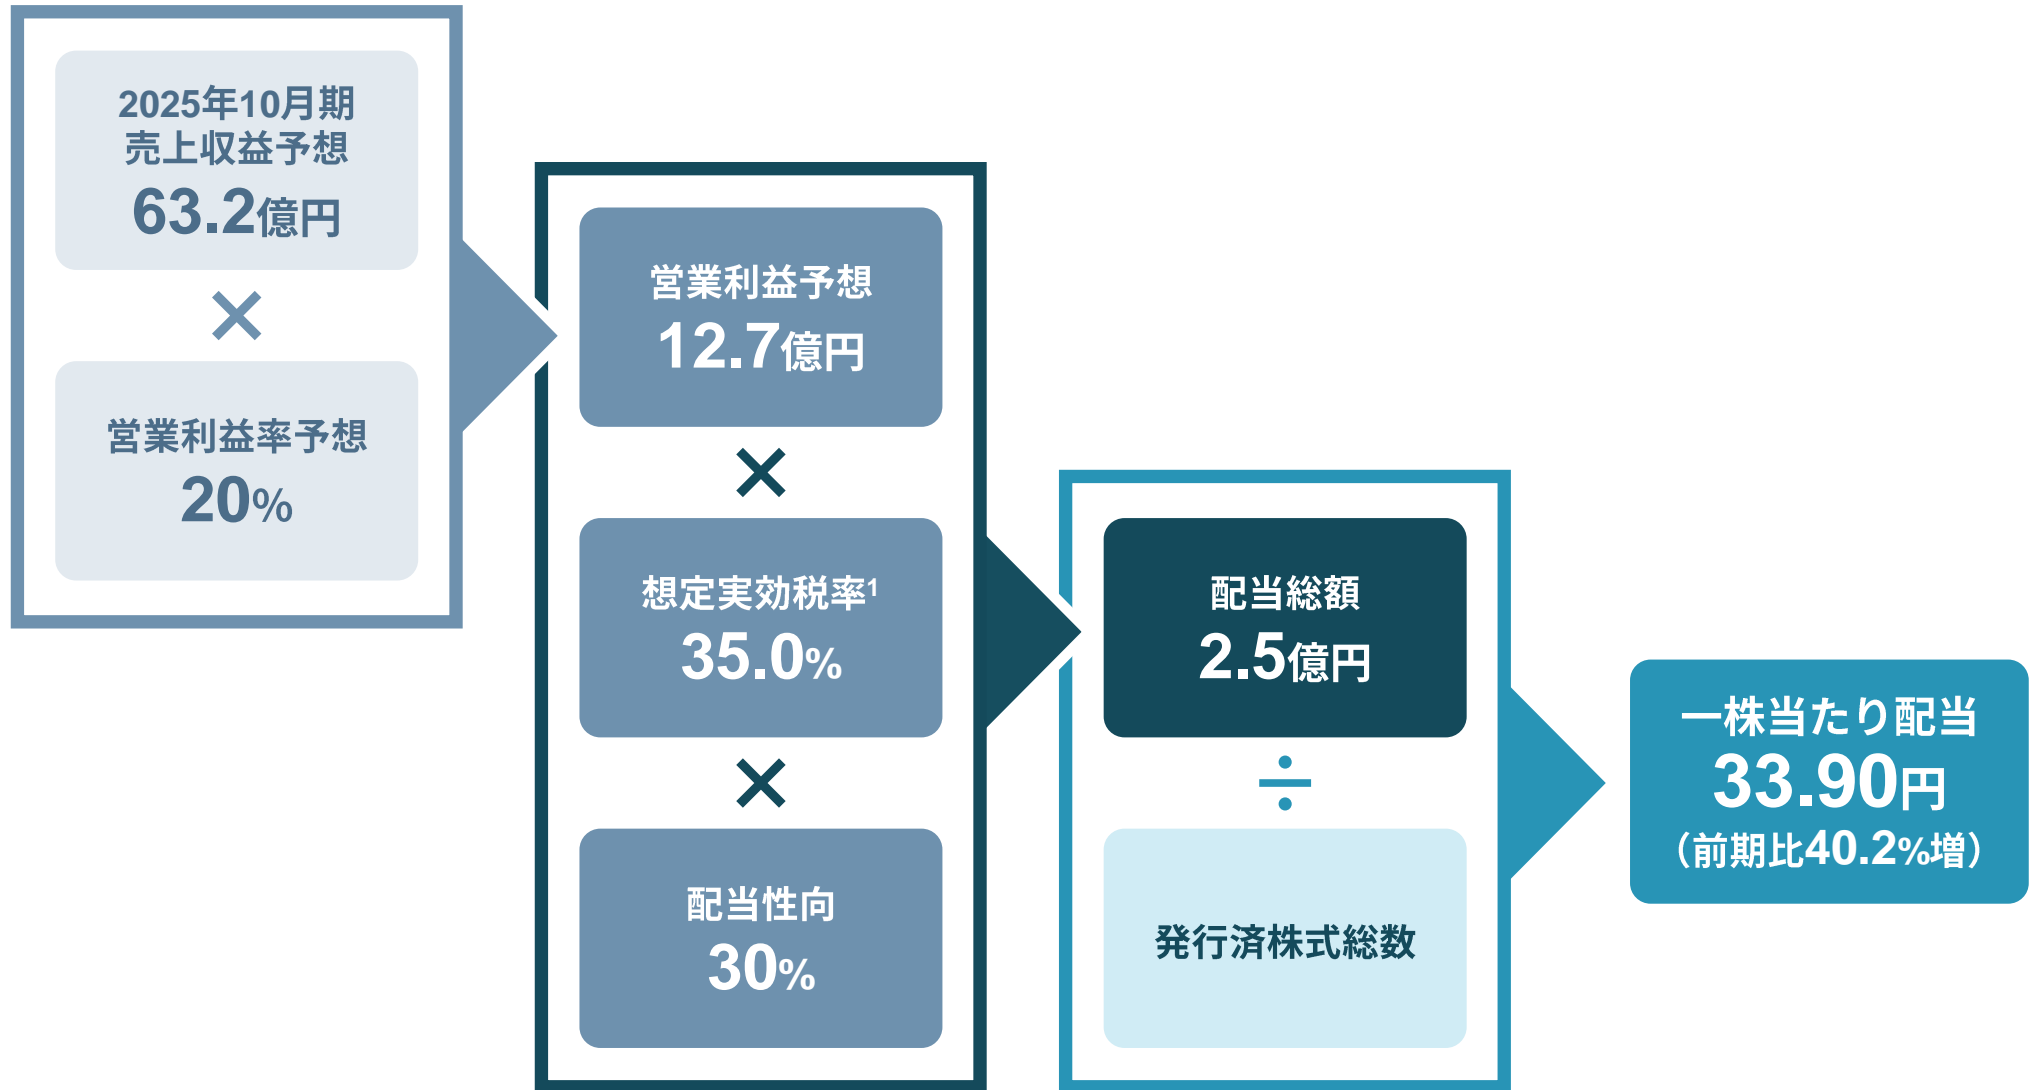 2025年10月期
売上収益予想
63.2億円
×
営業利益率予想
20%
営業利益予想
12.7億円
×
想定実効税率1
35.0%
×
配当性向
30%
配当総額
2.5億円
÷
発行済株式総数
一株当たり配当
33.90円
（前期比40.2%増）